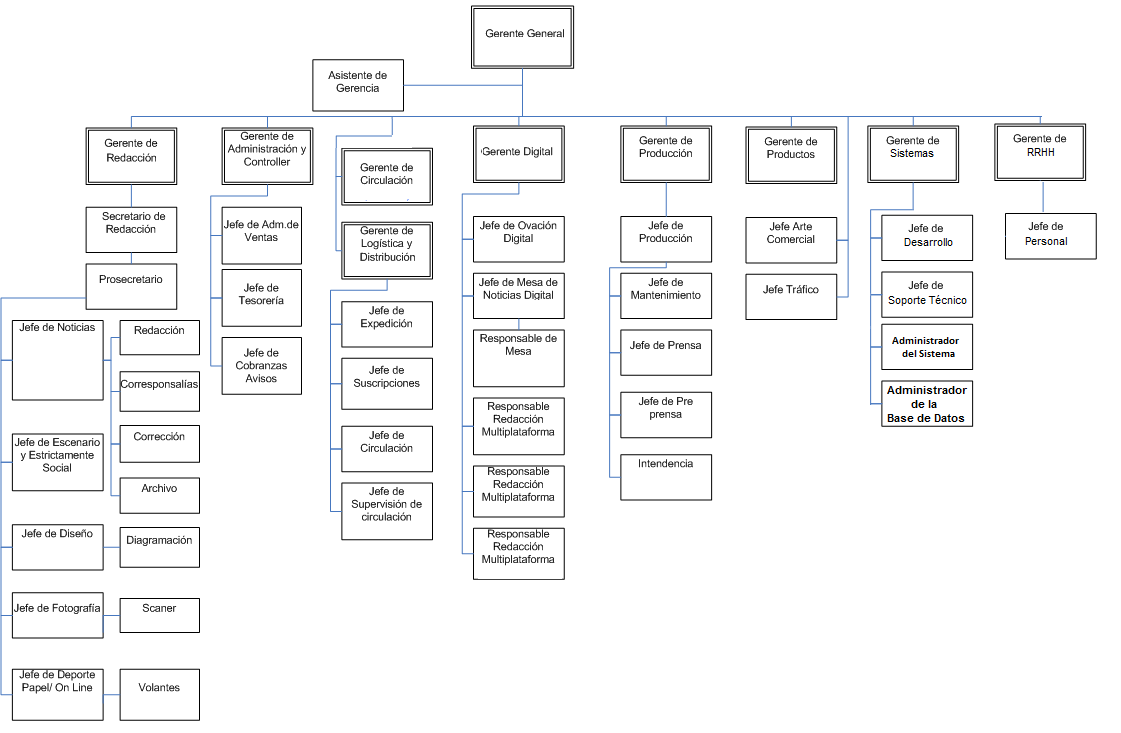 Gerente General
Asistente de
Gerencia
Gerente de
Redacción
Gerente de
Administración y
Controller
Gerente de
Circulación
Gerente de
Logística y
Distribución
Gerente Digital
Gerente de
Producción
Gerente de
Productos
Gerente de
Sistemas
Gerente de
RRHH
Secretario de
Redacción
Prosecretario
Jefe de Noticias
Redacción
Corresponsalías
Corrección
Archivo
Jefe de Escenario
y Estrictamente
Social
Jefe de Diseño
Diagramación
Jefe de Fotografía
Scaner
Jefe de Deporte
Papel/ On Line
Volantes
Jefe de Adm.de
Ventas
Jefe de
Tesorería
Jefe de
Cobranzas
Avisos
Jefe de
Expedición
Jefe de
Suscripciones
Jefe de
Circulación
Jefe de
Supervisión de
circulación
Jefe de Ovación
Digital
Jefe de Mesa de
Noticias Digital
Responsable de
Mesa
Responsable
Redacción
Multiplataforma
Responsable
Redacción
Multiplataforma
Responsable
Redacción
Multiplataforma
Jefe de
Producción
Jefe de
Mantenimiento
Jefe de Prensa
Jefe de Pre
prensa
Intendencia
Jefe Arte
Comercial
Jefe Tráfico
Jefe de
Desarrollo
Jefe de
Soporte Técnico
Administrador
del Sistema
Administrador
de la
Base de Datos
Jefe de
Personal